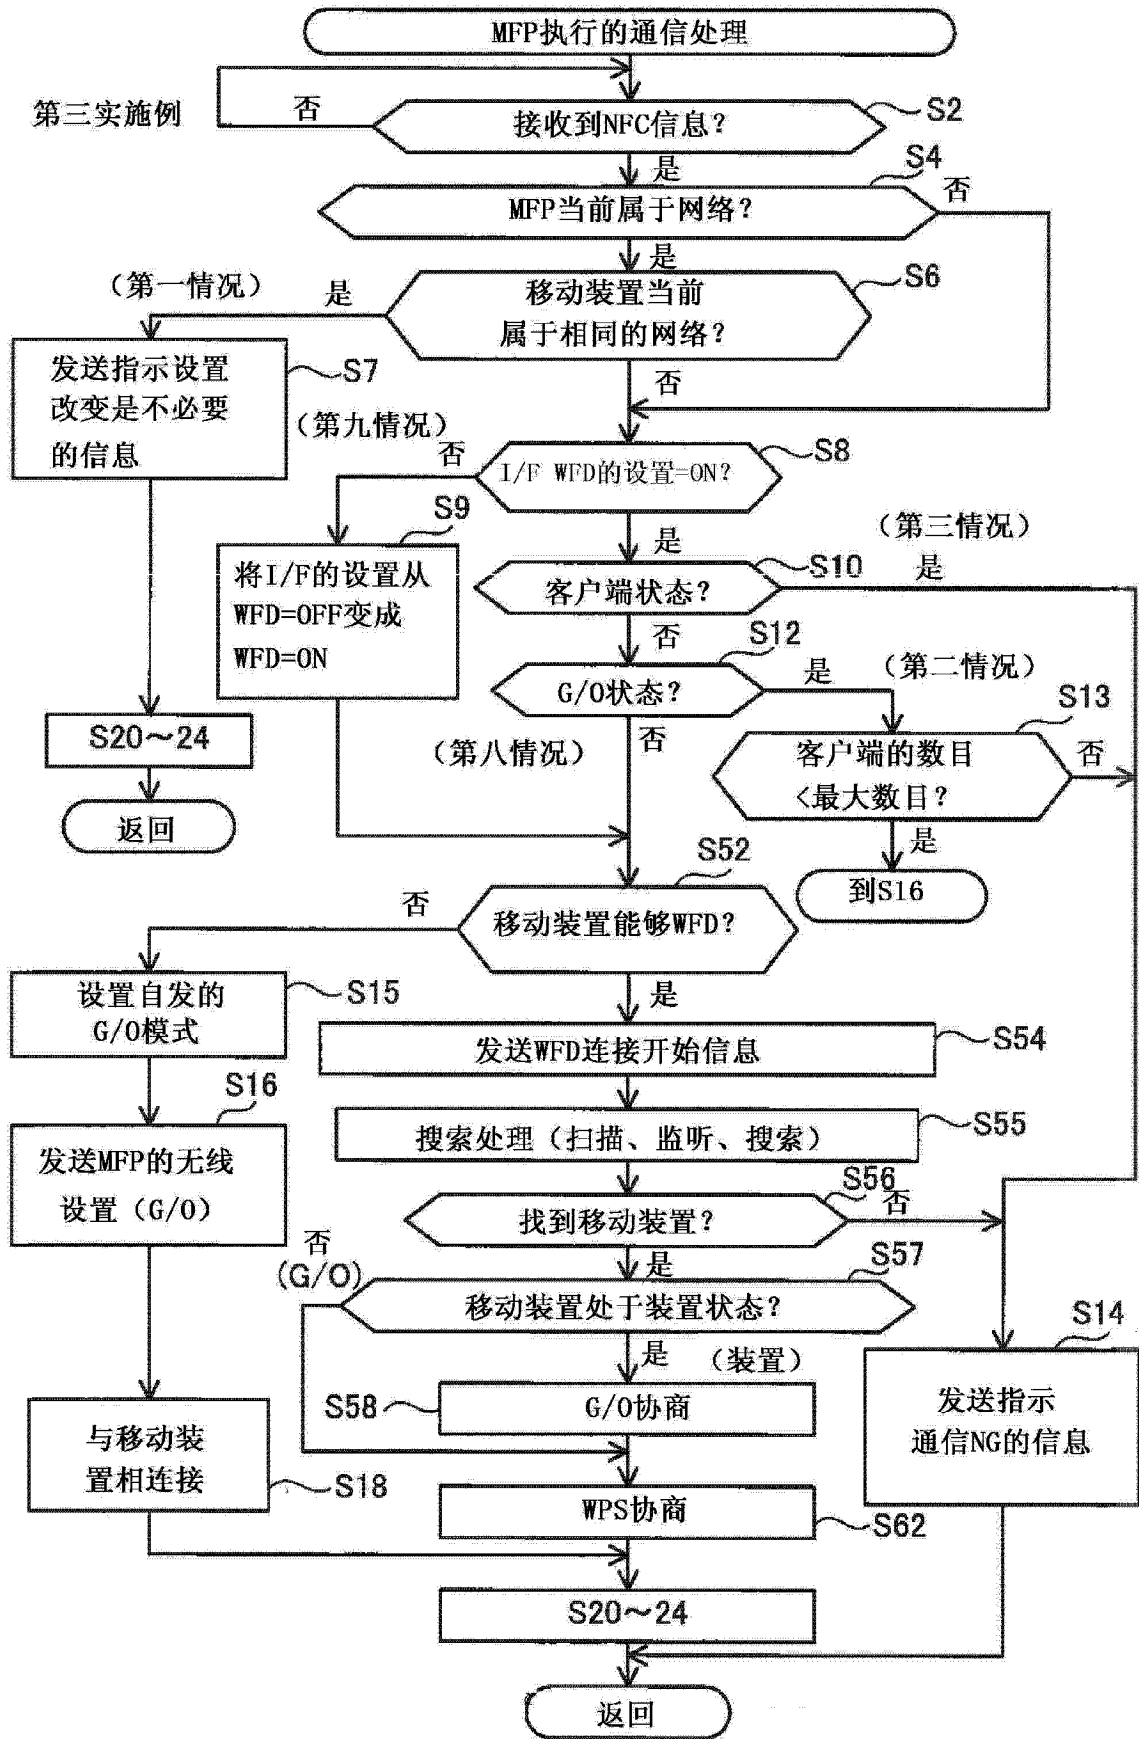 MFP执行的通信处理
第三实施例
否
接收到NFC信息？
S2
是
S4
否
MFP当前属于网络？
是
（第一情况）
是
移动装置当前
属于相同的网络？
S6
发送指示设置
改变是不必要
的信息
S7
否
（第九情况）
否
I/F WFD的设置=ON？
S8
S9
是
（第三情况）
将I/F的设置从
WFD=OFF变成
WFD=ON
客户端状态？
S10
是
否
S12
G/O状态？
是
（第二情况）
S13
S20～24
（第八情况）
否
客户端的数目
<最大数目？
否
返回
是
S52
到S16
否
移动装置能够WFD？
设置自发的
G/O模式
S15
是
发送WFD连接开始信息
S54
S16
搜索处理（扫描、监听、搜索）
S55
发送MFP的无线
设置（G/O）
S56
找到移动装置？
否
否
(G/O)
是
S57
移动装置处于装置状态？
S14
是
（装置）
S58
G/O协商
发送指示
通信NG的信息
与移动装
置相连接
S18
WPS协商
S62
S20～24
返回